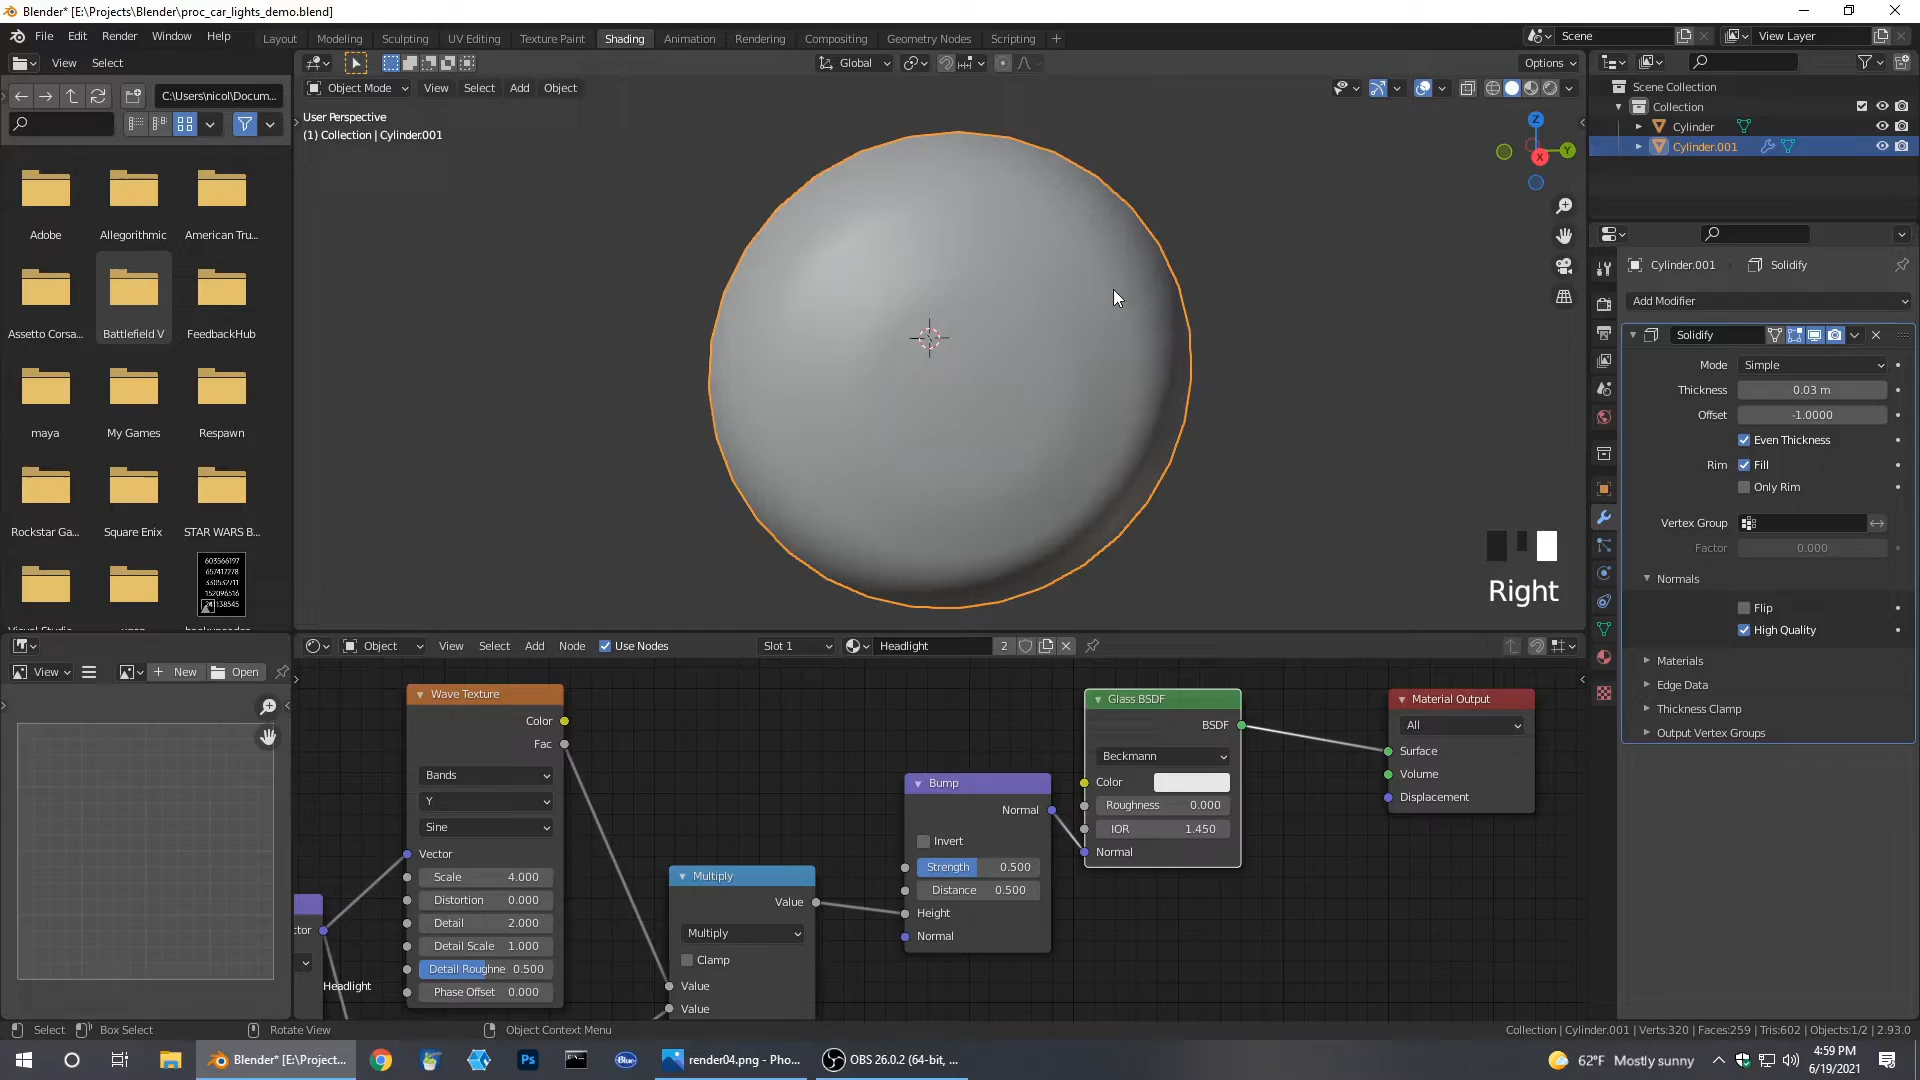 Blender* [E:\Projects\Blender\proc_car_lights_demo.blend]
File Edit Render Window Help
Layout Modeling Sculpting UV Editing Texture Paint Shading Animation Rendering Compositing Geometry Nodes Scripting +
Scene
View Layer
View Select
Global
Options
C:\Users\nicol\Docum...
Object Mode View Select Add Object
User Perspective
(1) Collection | Cylinder.001
Z
Y
X
Scene Collection
Collection
Cylinder
Cylinder.001
Adobe
Allegorithmic
American Tru...
Assetto Corsa...
Battlefield V
FeedbackHub
maya
My Games
Respawn
Rockstar Ga...
Square Enix
STAR WARS B...
Cylinder.001 Solidify
Add Modifier
Solidify
Mode Simple
Thickness 0.03 m
Offset -1.0000
Even Thickness
Rim Fill
Only Rim
Vertex Group
Factor 0.000
Normals
Flip
High Quality
Materials
Edge Data
Thickness Clamp
Output Vertex Groups
Right
Object View Select Add Node Use Nodes Slot 1 Headlight 2
View New Open
Wave Texture
Color
Fac
Bands
Y
Sine
Vector
Scale 4.000
Distortion 0.000
Detail 2.000
Detail Scale 1.000
Detail Roughne 0.500
Phase Offset 0.000
ctor
Headlight
Multiply
Value
Multiply
Clamp
Value
Value
Bump
Normal
Invert
Strength 0.500
Distance 0.500
Height
Normal
Glass BSDF
BSDF
Beckmann
Color
Roughness 0.000
IOR 1.450
Normal
Material Output
All
Surface
Volume
Displacement
Select Box Select Rotate View Object Context Menu
Collection | Cylinder.001 | Verts:320 | Faces:259 | Tris:602 | Objects:1/2 | 2.93.0
Blender* [E:\Project...
render04.png - Pho...
OBS 26.0.2 (64-bit, ...
62°F Mostly sunny
4:59 PM
6/19/2021